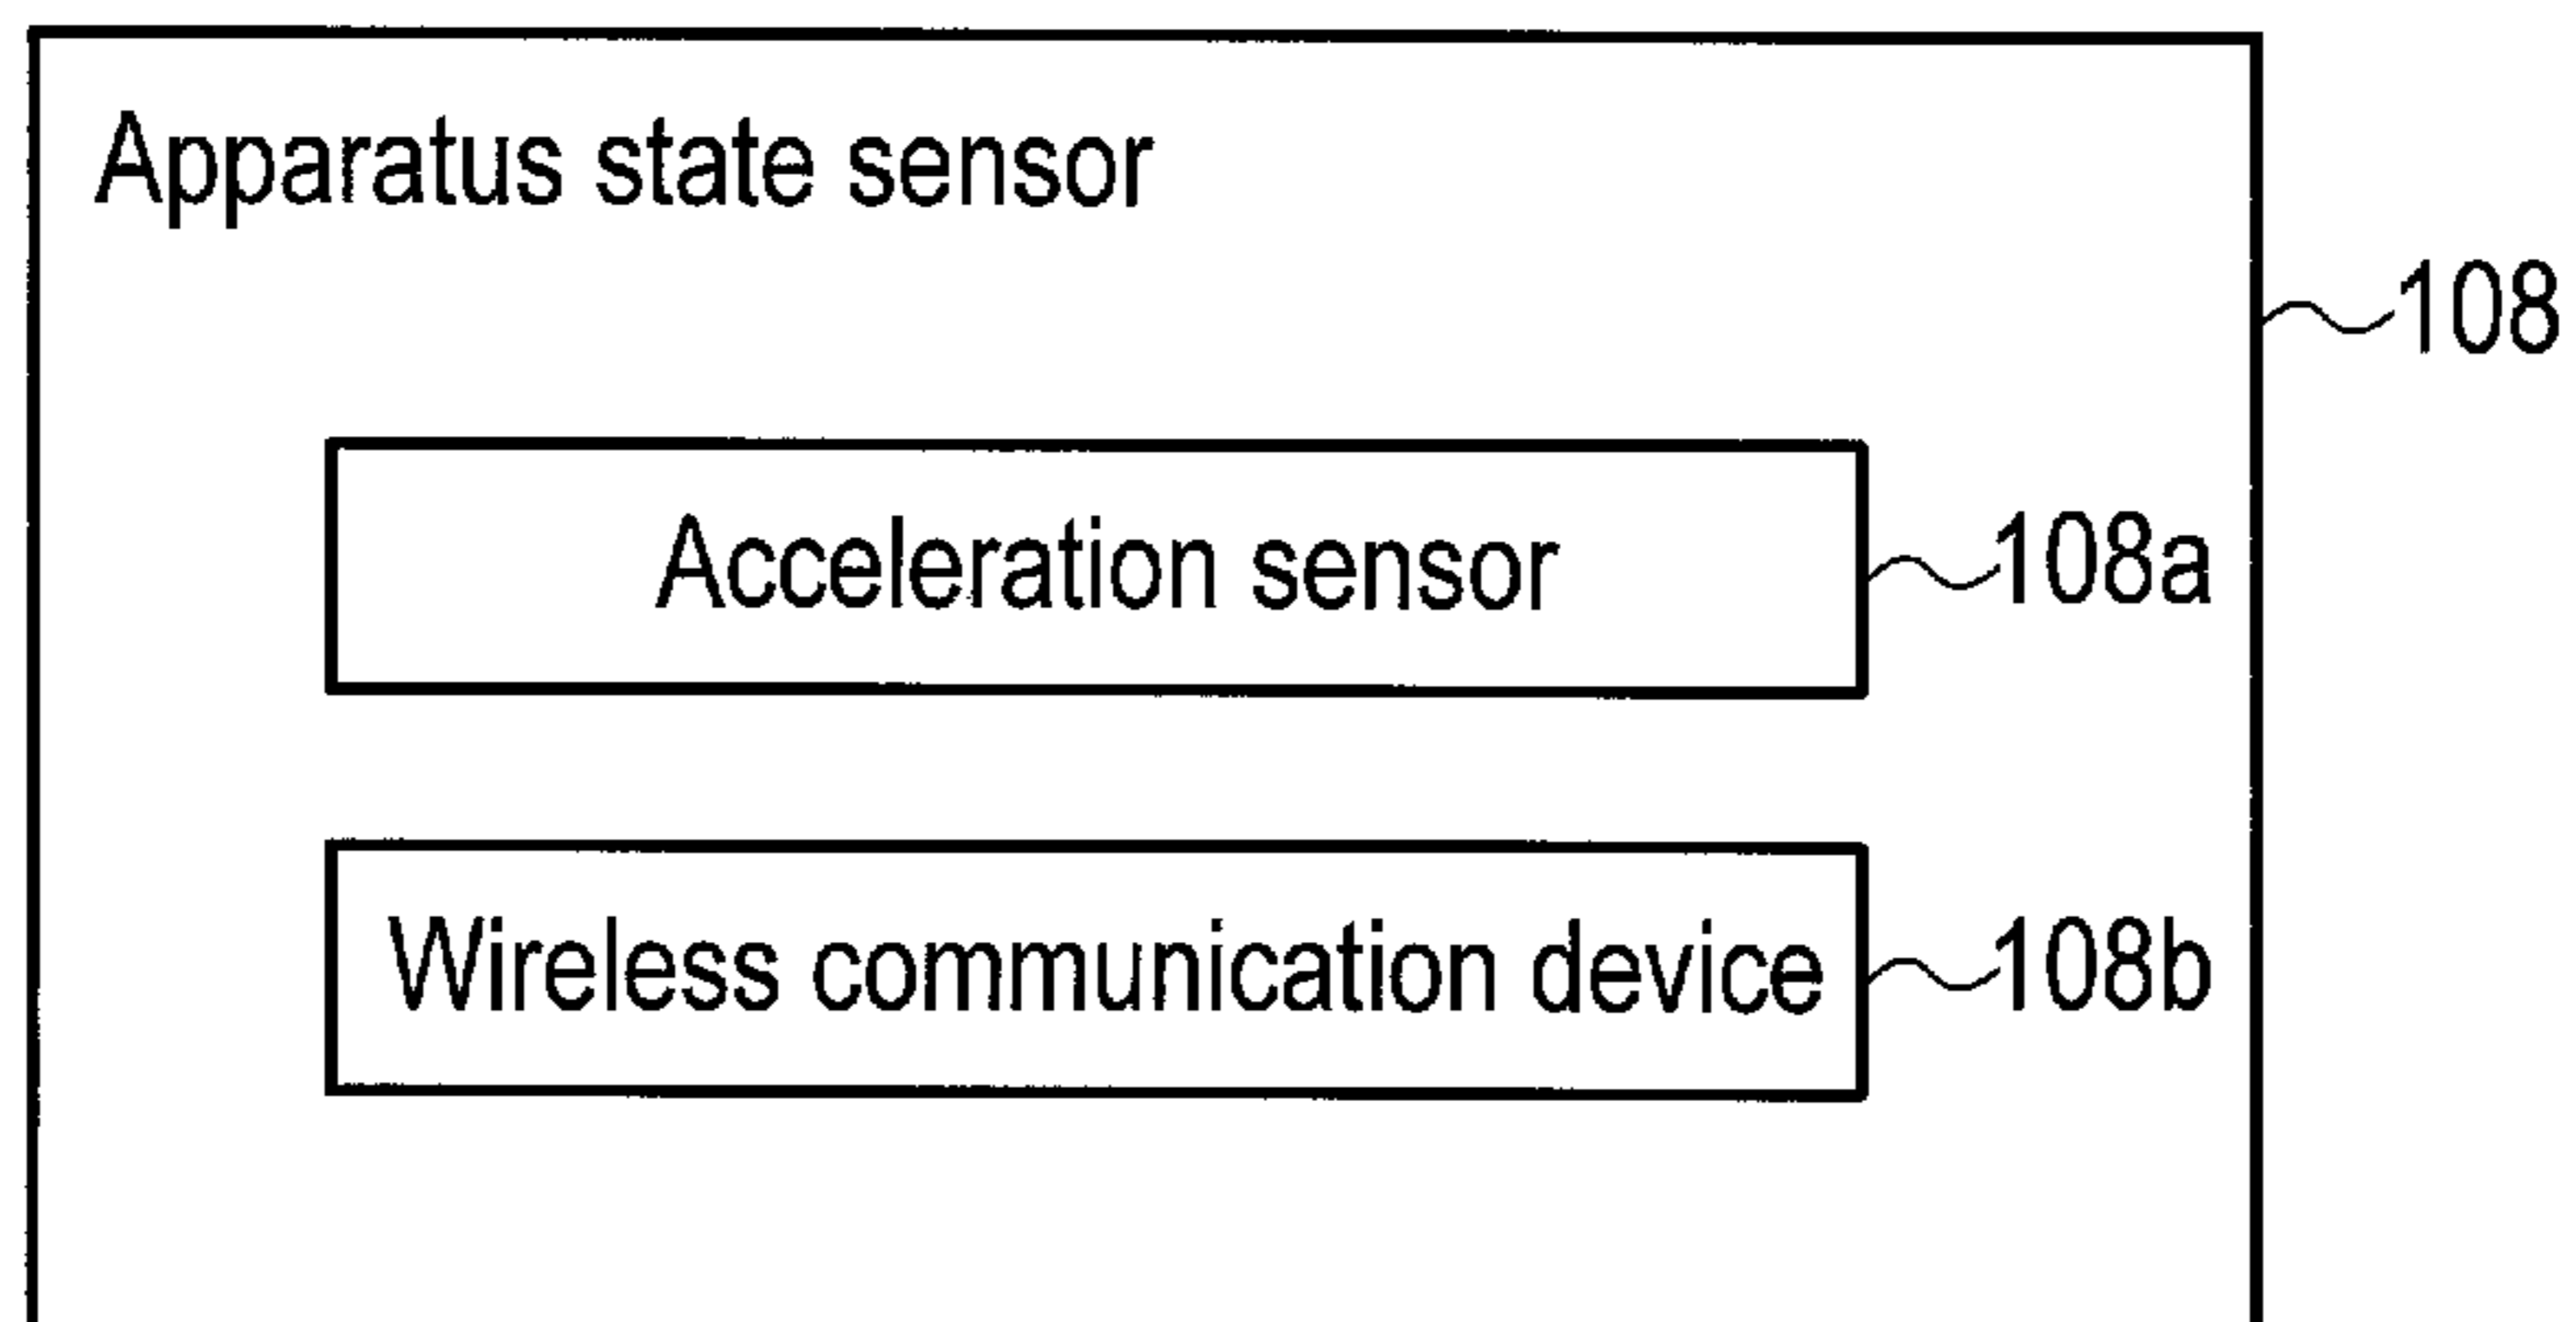 Apparatus state sensor
108
Acceleration sensor 108a
Wireless communication device 108b